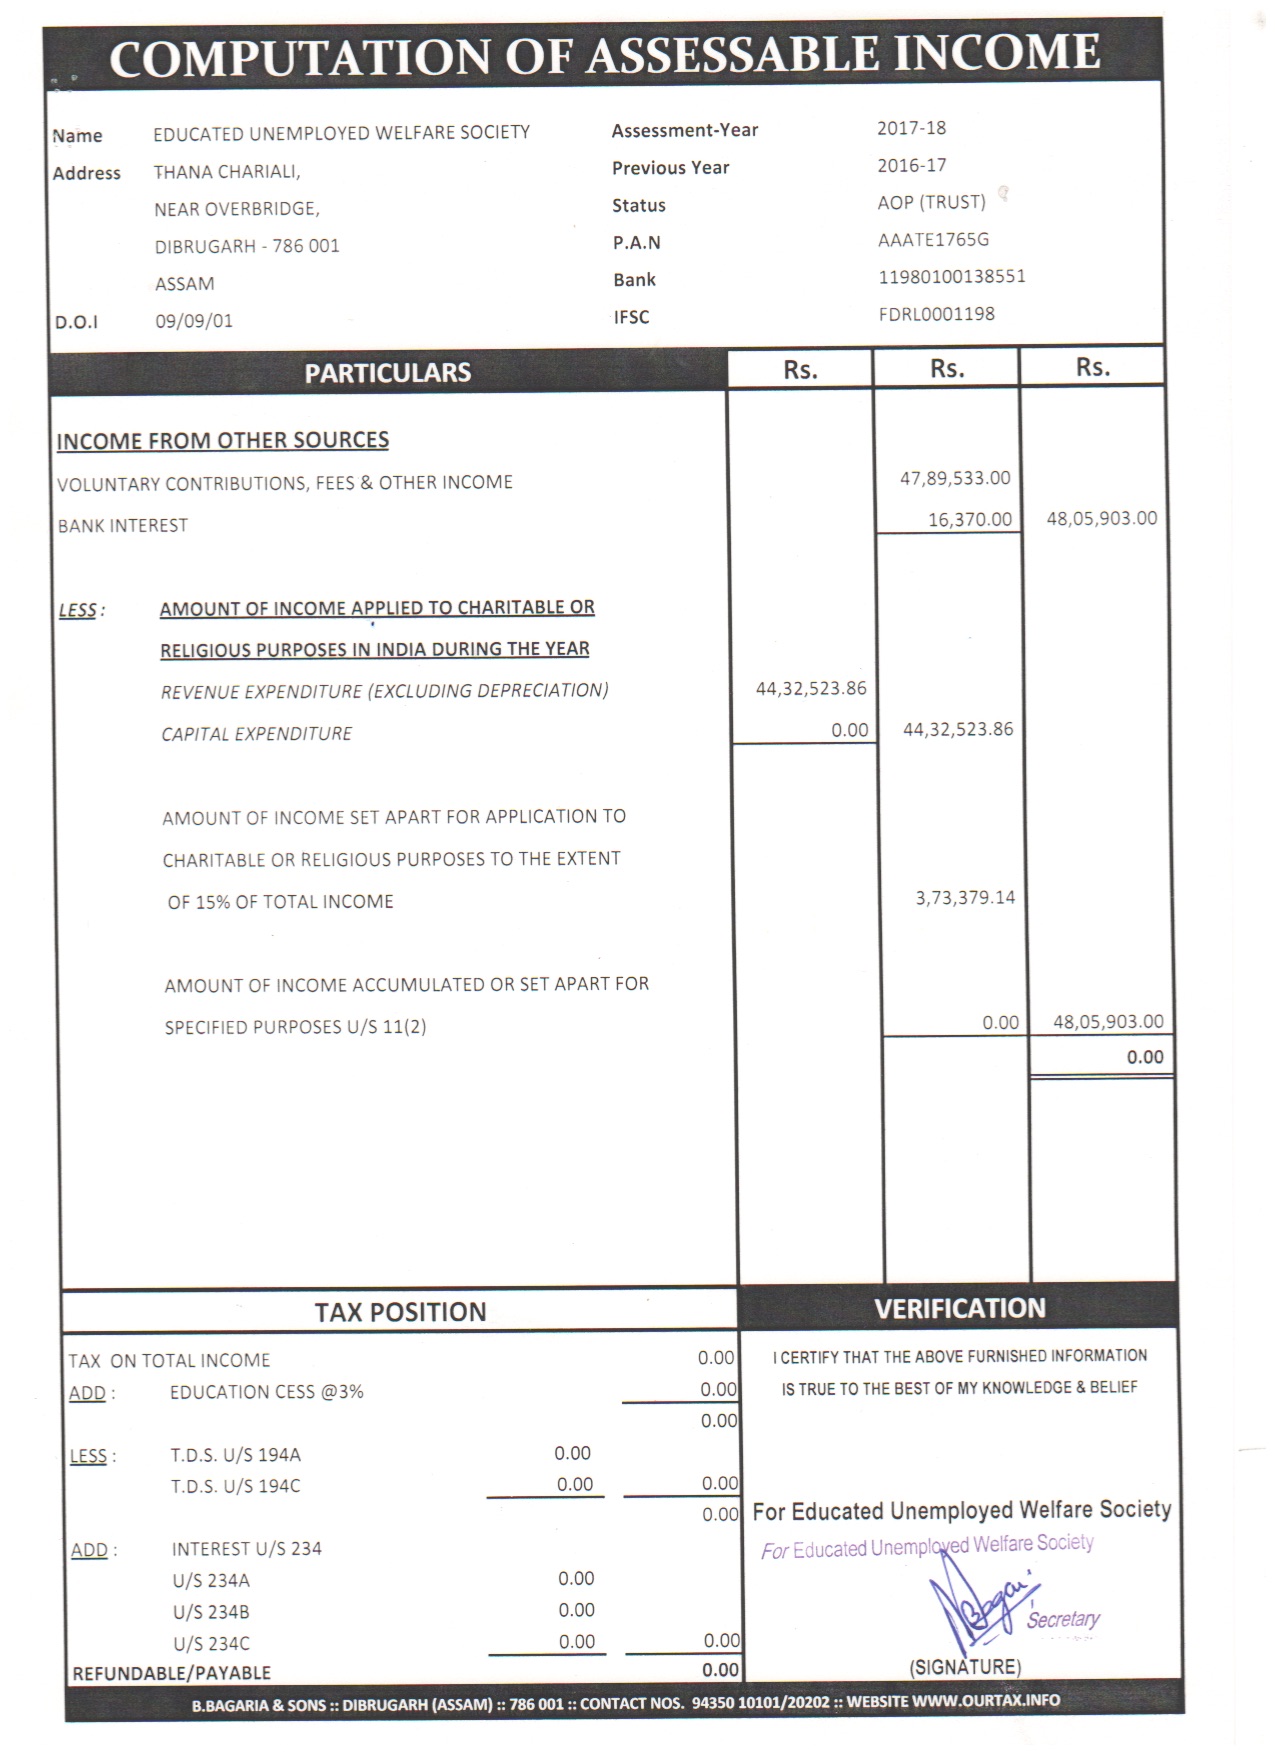 COMPUTATION OF ASSESSABLE INCOME
Name EDUCATED UNEMPLOYED WELFARE SOCIETY Assessment-Year 2017-18
Address THANA CHARIALI, Previous Year 2016-17
NEAR OVERBRIDGE, Status AOP (TRUST)
DIBRUGARH - 786 001 P.A.N AAATE1765G
ASSAM Bank 11980100138551
D.O.I 09/09/01 IFSC FDRL0001198
PARTICULARS Rs. Rs. Rs.
INCOME FROM OTHER SOURCES
VOLUNTARY CONTRIBUTIONS, FEES & OTHER INCOME 47,89,533.00
BANK INTEREST 16,370.00 48,05,903.00
LESS : AMOUNT OF INCOME APPLIED TO CHARITABLE OR
RELIGIOUS PURPOSES IN INDIA DURING THE YEAR
REVENUE EXPENDITURE (EXCLUDING DEPRECIATION) 44,32,523.86
CAPITAL EXPENDITURE 0.00 44,32,523.86
AMOUNT OF INCOME SET APART FOR APPLICATION TO
CHARITABLE OR RELIGIOUS PURPOSES TO THE EXTENT
OF 15% OF TOTAL INCOME 3,73,379.14
AMOUNT OF INCOME ACCUMULATED OR SET APART FOR
SPECIFIED PURPOSES U/S 11(2) 0.00 48,05,903.00
0.00
TAX POSITION
TAX ON TOTAL INCOME 0.00
ADD : EDUCATION CESS @3% 0.00
0.00
LESS : T.D.S. U/S 194A 0.00
T.D.S. U/S 194C 0.00 0.00
0.00
ADD : INTEREST U/S 234
U/S 234A 0.00
U/S 234B 0.00
U/S 234C 0.00 0.00
REFUNDABLE/PAYABLE 0.00
VERIFICATION
I CERTIFY THAT THE ABOVE FURNISHED INFORMATION
IS TRUE TO THE BEST OF MY KNOWLEDGE & BELIEF
For Educated Unemployed Welfare Society
For Educated Unemployed Welfare Society
Secretary
(SIGNATURE)
B.BAGARIA & SONS :: DIBRUGARH (ASSAM) :: 786 001 :: CONTACT NOS. 94350 10101/20202 :: WEBSITE WWW.OURTAX.INFO